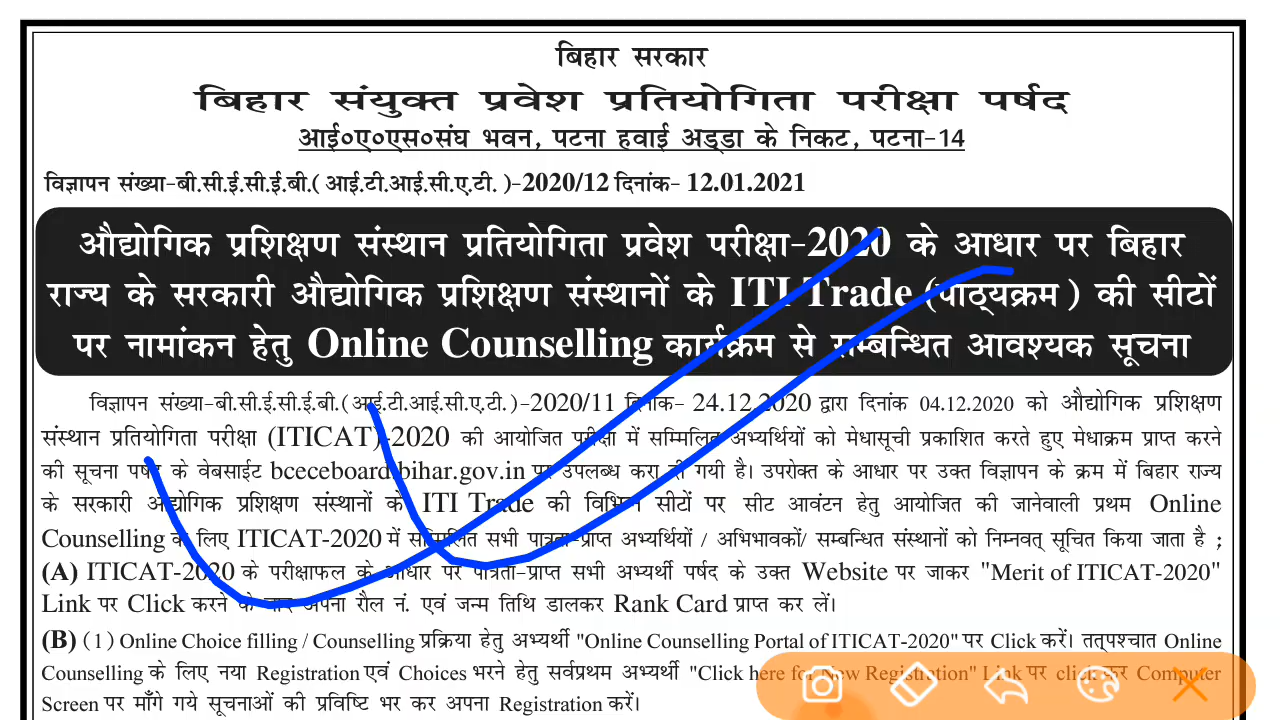 बिहार सरकार
बिहार संयुक्त प्रवेश प्रतियोगिता परीक्षा पर्षद
आई०ए०एस०संघ भवन, पटना हवाई अड्डा के निकट, पटना-14
विज्ञापन संख्या-बी.सी.ई.सी.ई.बी.( आई.टी.आई.सी.ए.टी. )-2020/12 दिनांक- 12.01.2021
औद्योगिक प्रशिक्षण संस्थान प्रतियोगिता प्रवेश परीक्षा-2020 के आधार पर बिहार
राज्य के सरकारी औद्योगिक प्रशिक्षण संस्थानों के ITI Trade (पाठ्यक्रम ) की सीटों
पर नामांकन हेतु Online Counselling कार्यक्रम से सम्बन्धित आवश्यक सूचना
विज्ञापन संख्या-बी.सी.ई.सी.ई.बी.(आई.टी.आई.सी.ए.टी.)-2020/11 दिनांक- 24.12.2020 द्वारा दिनांक 04.12.2020 को औद्योगिक प्रशिक्षण
संस्थान प्रतियोगिता परीक्षा (ITICAT)-2020 की आयोजित परीक्षा में सम्मिलित अभ्यर्थियों को मेधासूची प्रकाशित करते हुए मेधाक्रम प्राप्त करने
की सूचना पर्षद के वेबसाईट bceceboard.bihar.gov.in पर उपलब्ध करा दी गयी है। उपरोक्त के आधार पर उक्त विज्ञापन के क्रम में बिहार राज्य
के सरकारी औद्योगिक प्रशिक्षण संस्थानों के ITI Trade की विभिन्न सीटों पर सीट आवंटन हेतु आयोजित की जानेवाली प्रथम Online
Counselling के लिए ITICAT-2020 में सम्मिलित सभी पात्रता-प्राप्त अभ्यर्थियों / अभिभावकों/ सम्बन्धित संस्थानों को निम्नवत् सूचित किया जाता है ;
(A) ITICAT-2020 के परीक्षाफल के आधार पर पात्रता-प्राप्त सभी अभ्यर्थी पर्षद के उक्त Website पर जाकर "Merit of ITICAT-2020"
Link पर Click करने के बाद अपना रौल नं. एवं जन्म तिथि डालकर Rank Card प्राप्त कर लें।
(B) (1) Online Choice filling / Counselling प्रक्रिया हेतु अभ्यर्थी "Online Counselling Portal of ITICAT-2020" पर Click करें। तत्पश्चात Online
Counselling के लिए नया Registration एवं Choices भरने हेतु सर्वप्रथम अभ्यर्थी "Click here for New Registration" Link पर click कर Computer
Screen पर माँगे गये सूचनाओं की प्रविष्टि भर कर अपना Registration करें।